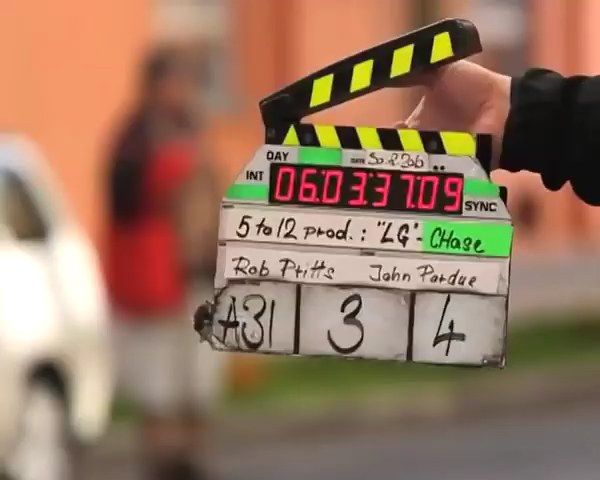 DAY DATE
INT 06:03:37.09 SYNC
5 to 12 prod.: "LG"- CHase
Rob Pritts John Pardue
A31 3 4